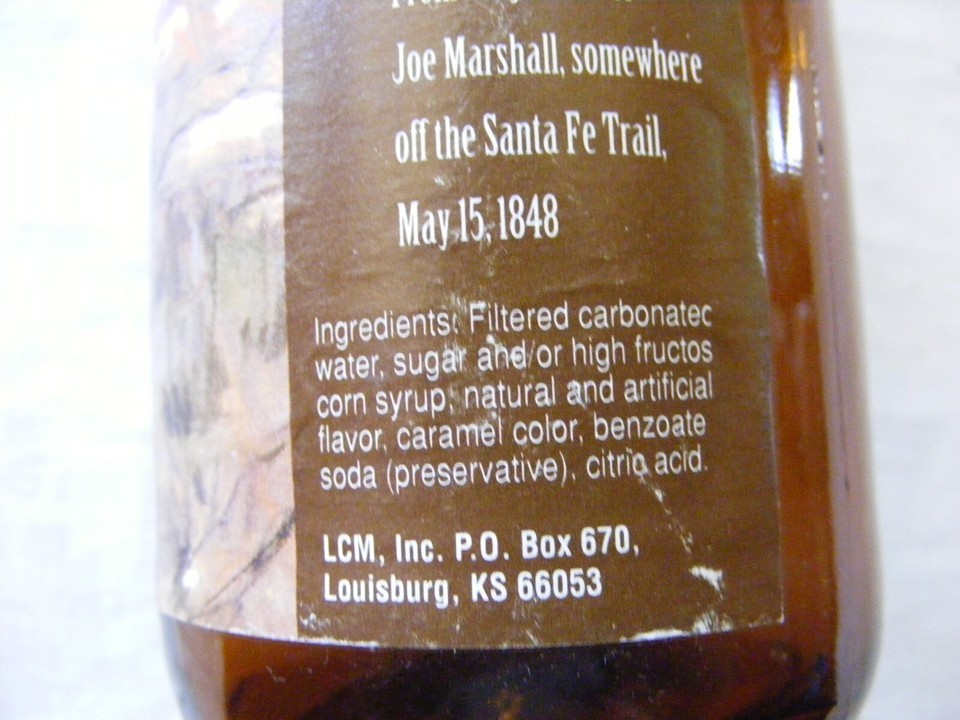 Joe Marshall, somewhere
off the Santa Fe Trail,
May 15, 1848
Ingredients: Filtered carbonatec
water, sugar and/or high fructos
corn syrup, natural and artificial
flavor, caramel color, benzoate
soda (preservative), citric acid.
LCM, Inc. P.O. Box 670,
Louisburg, KS 66053